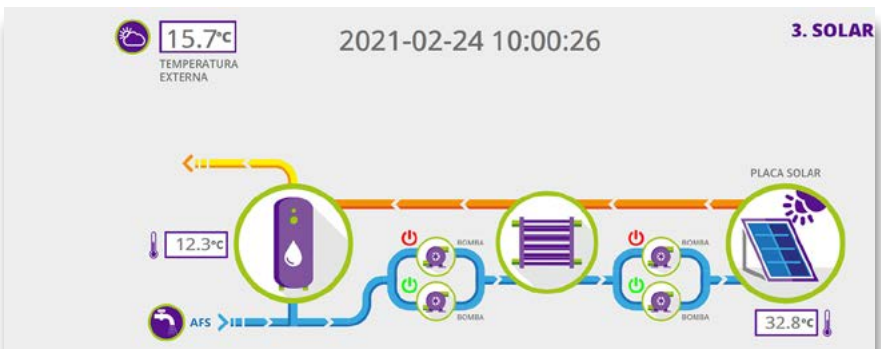 15.7°C
TEMPERATURA
EXTERNA
2021-02-24 10:00:26
3. SOLAR
PLACA SOLAR
12.3°C
BOMBA
BOMBA
BOMBA
BOMBA
AFS
32.8°C